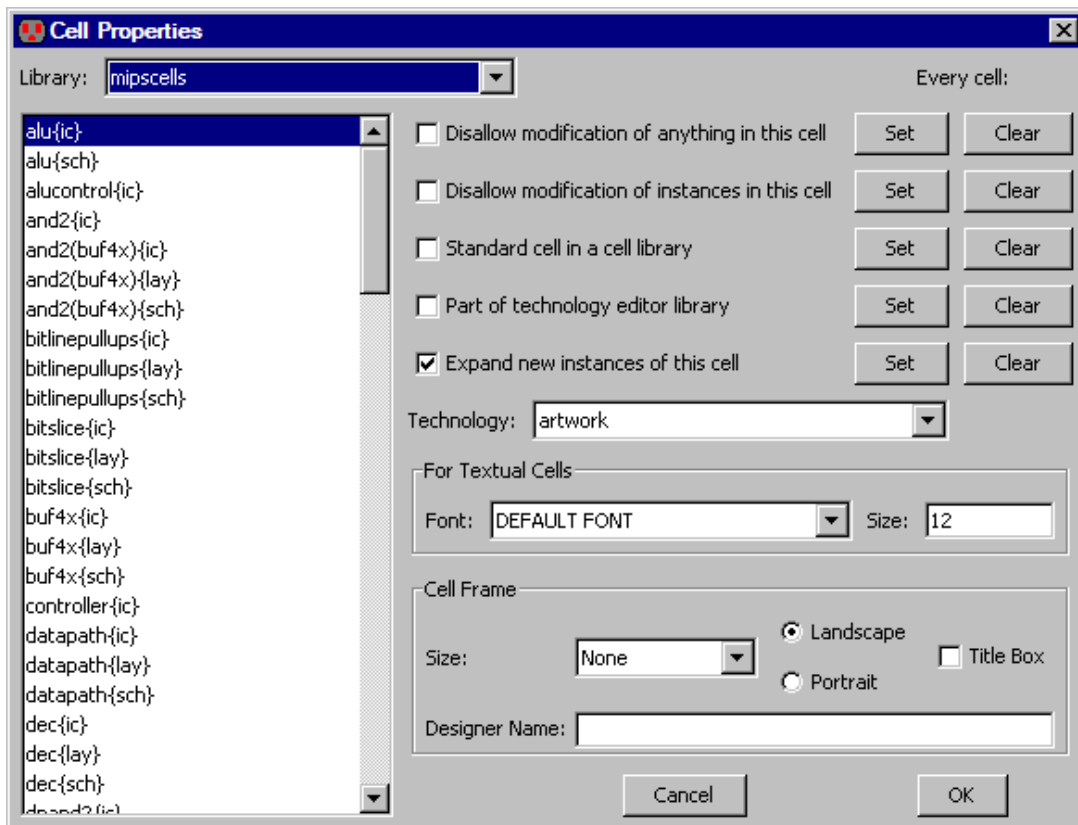 Cell Properties
Library: mipscells Every cell:
alu{ic}
alu{sch}
alucontrol{ic}
and2{ic}
and2(buf4x){ic}
and2(buf4x){lay}
and2(buf4x){sch}
bitlinepullups{ic}
bitlinepullups{lay}
bitlinepullups{sch}
bitslice{ic}
bitslice{lay}
bitslice{sch}
buf4x{ic}
buf4x{lay}
buf4x{sch}
controller{ic}
datapath{ic}
datapath{lay}
datapath{sch}
dec{ic}
dec{lay}
dec{sch}
dpand2{ic}
Disallow modification of anything in this cell Set Clear
Disallow modification of instances in this cell Set Clear
Standard cell in a cell library Set Clear
Part of technology editor library Set Clear
Expand new instances of this cell Set Clear
Technology: artwork
For Textual Cells
Font: DEFAULT FONT Size: 12
Cell Frame
Size: None Landscape Title Box
Portrait
Designer Name:
Cancel OK